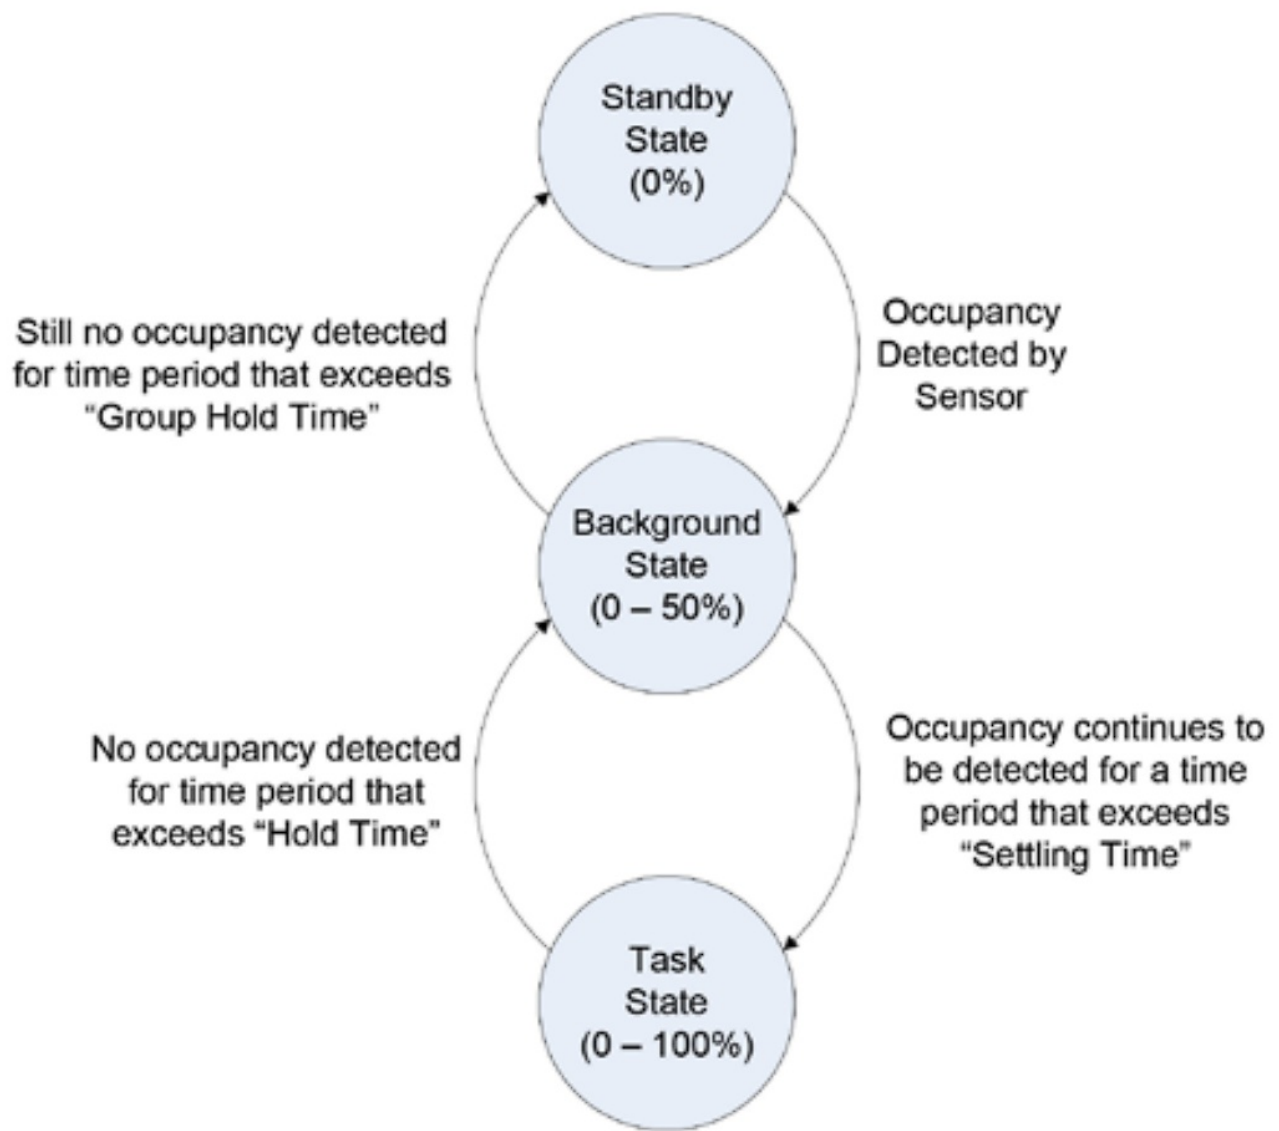 Standby
State
(0%)
Still no occupancy detected
for time period that exceeds
“Group Hold Time”
Occupancy
Detected by
Sensor
Background
State
(0 – 50%)
No occupancy detected
for time period that
exceeds “Hold Time”
Occupancy continues to
be detected for a time
period that exceeds
“Settling Time”
Task
State
(0 – 100%)